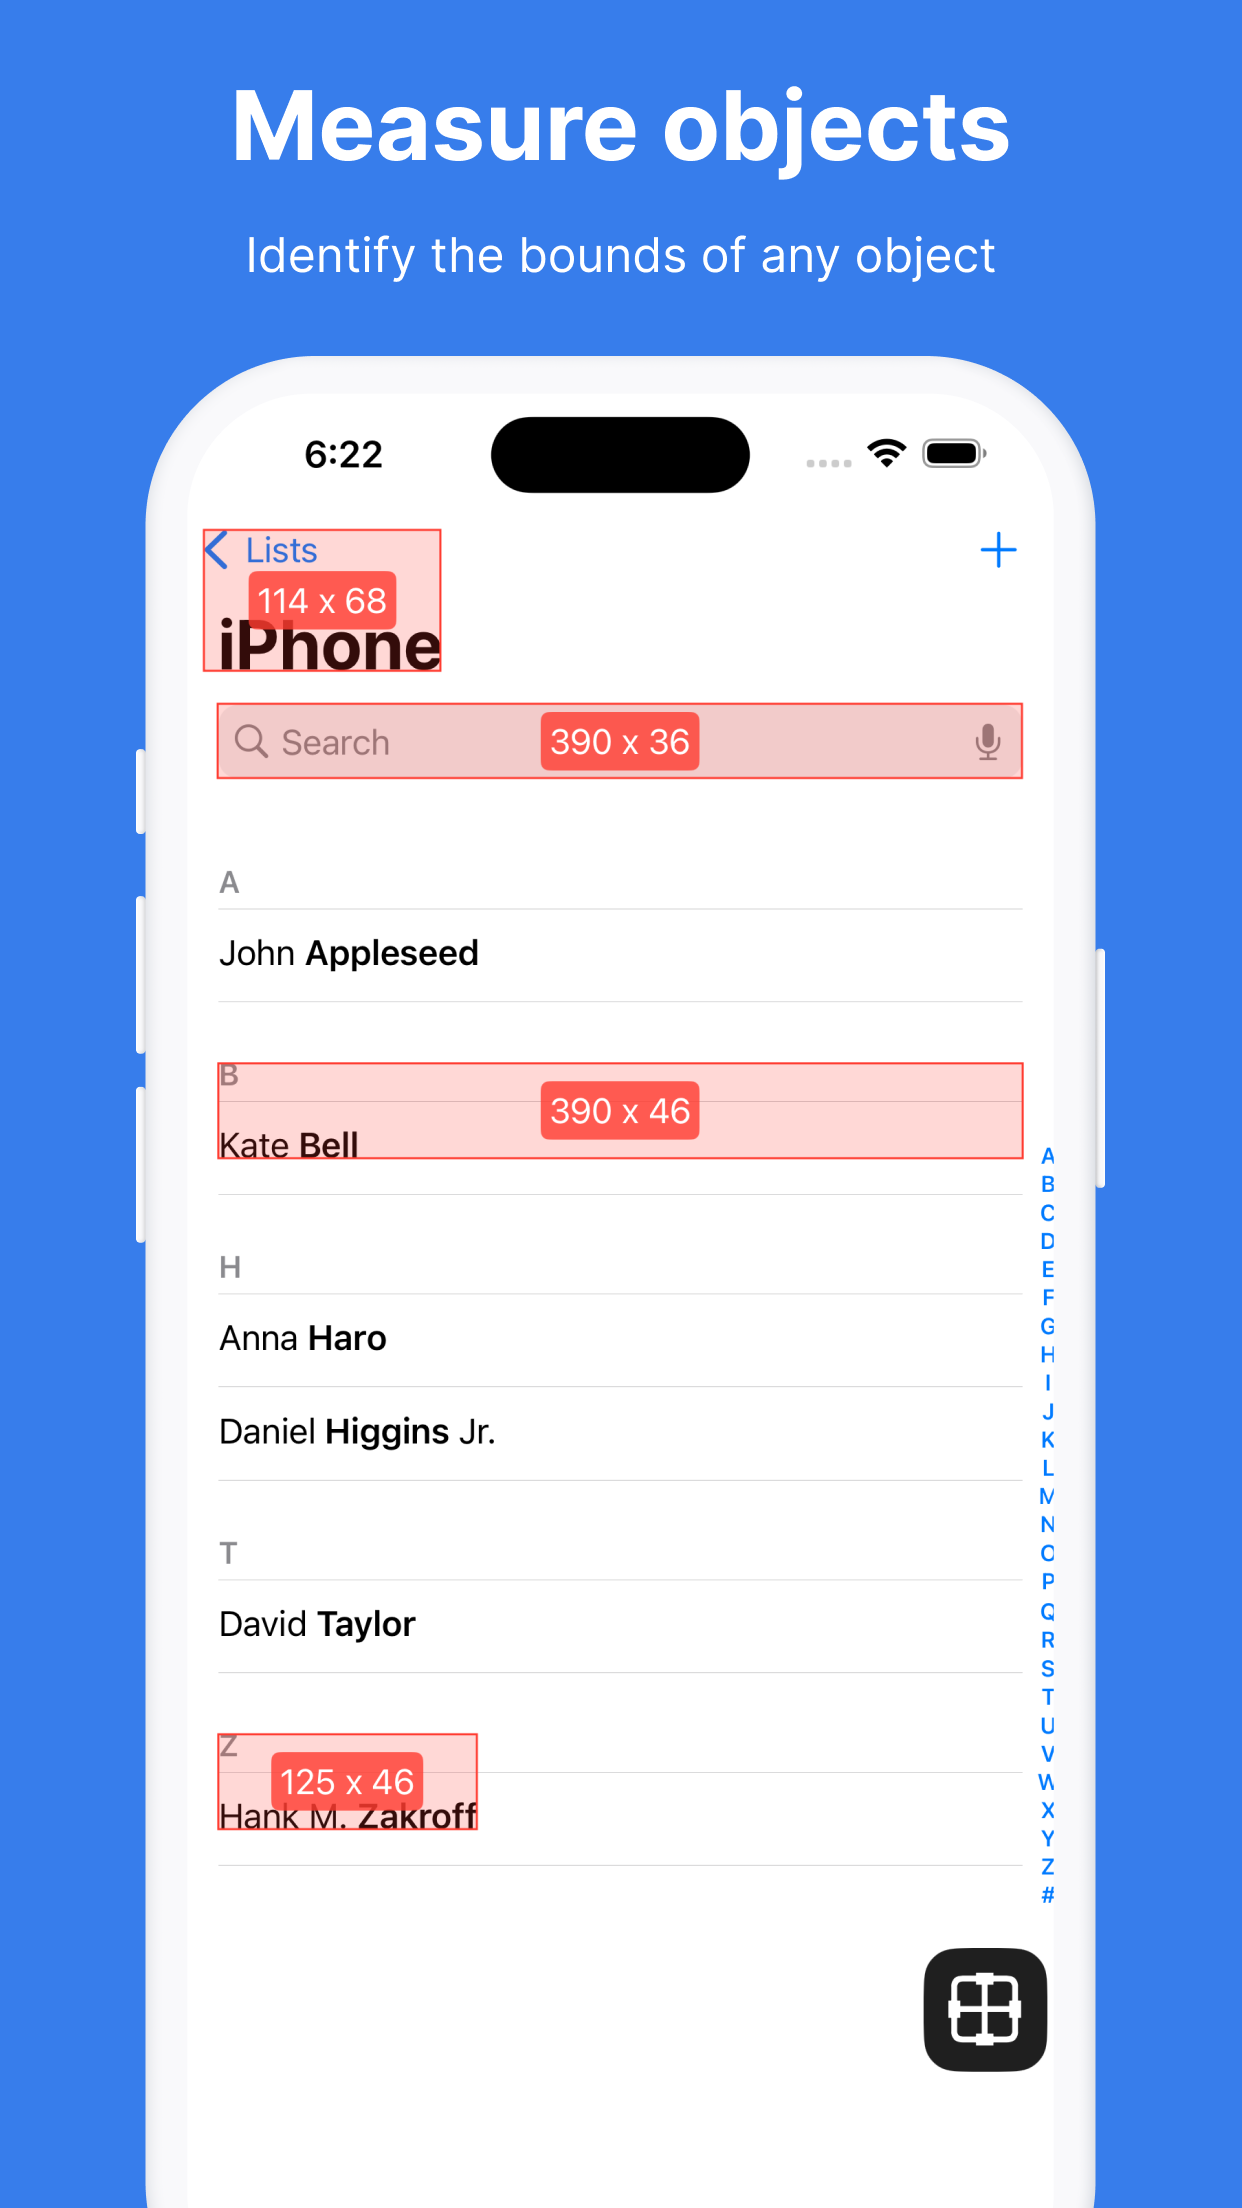 Measure objects
Identify the bounds of any object
6:22
Lists
114 x 68
iPhone
Search
390 x 36
A
John Appleseed
B
390 x 46
Kate Bell
H
Anna Haro
Daniel Higgins Jr.
T
David Taylor
Z
125 x 46
Hank M. Zakroff
A
B
C
D
E
F
G
H
I
J
K
L
M
N
O
P
Q
R
S
T
U
V
W
X
Y
Z
#